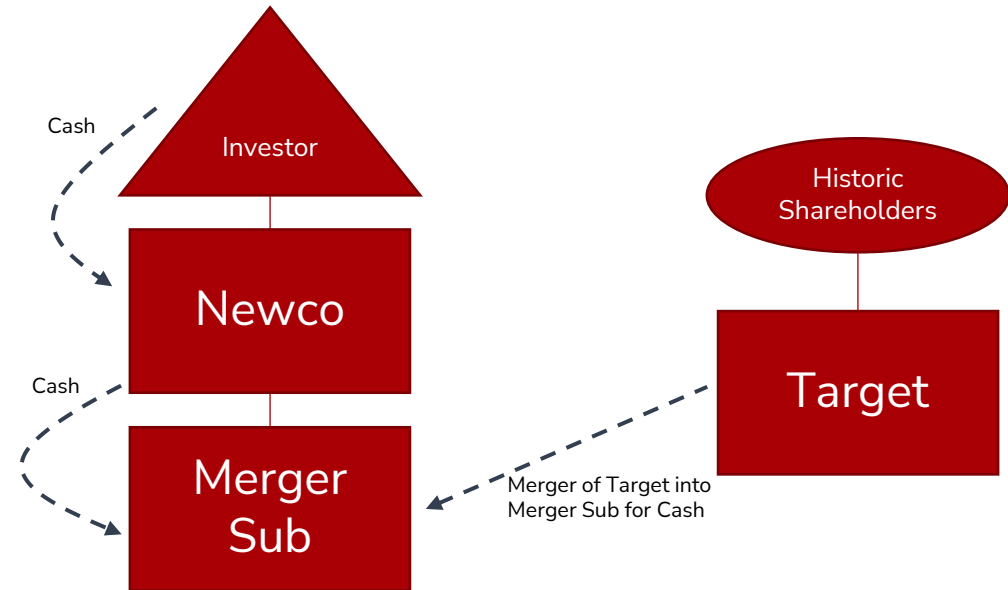 Cash
Investor
Historic
Shareholders
Newco
Cash
Target
Merger
Sub
Merger of Target into
Merger Sub for Cash